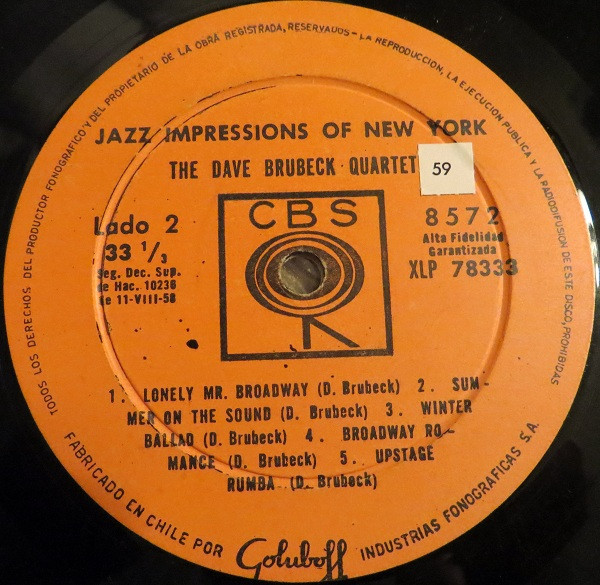 TODOS LOS DERECHOS DEL PRODUCTOR FONOGRAFICO Y DEL PROPIETARIO DE LA OBRA REGISTRADA, RESERVADOS - LA REPRODUCCION, LA EJECUCION PUBLICA Y LA RADIODIFUSION DE ESTE DISCO, PROHIBIDAS
JAZZ IMPRESSIONS OF NEW YORK
THE DAVE BRUBECK QUARTET
59
Lado 2
33 1/3
Seg. Dec. Sup.
de Hac. 10236
de 11-VIII-58
CBS
8572
Alta Fidelidad
Garantizada
XLP 78333
1. LONELY MR. BROADWAY (D. Brubeck) 2. SUM-
MER ON THE SOUND (D. Brubeck) 3. WINTER
BALLAD (D. Brubeck) 4. BROADWAY RO-
MANCE (D. Brubeck) 5. UPSTAGE
RUMBA (D. Brubeck)
FABRICADO EN CHILE POR Goluboff INDUSTRIAS FONOGRAFICAS S.A.